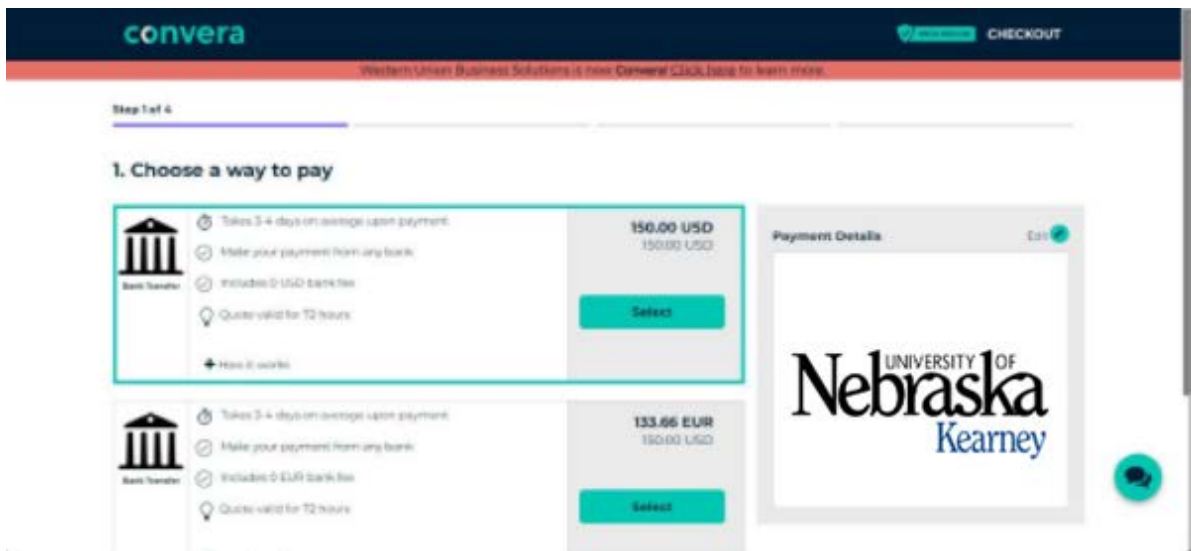 convera
CHECKOUT
Western Union Business Solutions is now Convera! Click here to learn more.
Step 1 of 4
1. Choose a way to pay
Bank Transfer
Takes 3-4 days on average upon payment
Make your payment from any bank
Includes 0 USD bank fee
Quote valid for 72 hours
How it works
150.00 USD
150.00 USD
Select
Payment Details
Edit
UNIVERSITY OF
Nebraska
Kearney
Bank Transfer
Takes 3-4 days on average upon payment
Make your payment from any bank
Includes 0 EUR bank fee
Quote valid for 72 hours
133.66 EUR
150.00 USD
Select